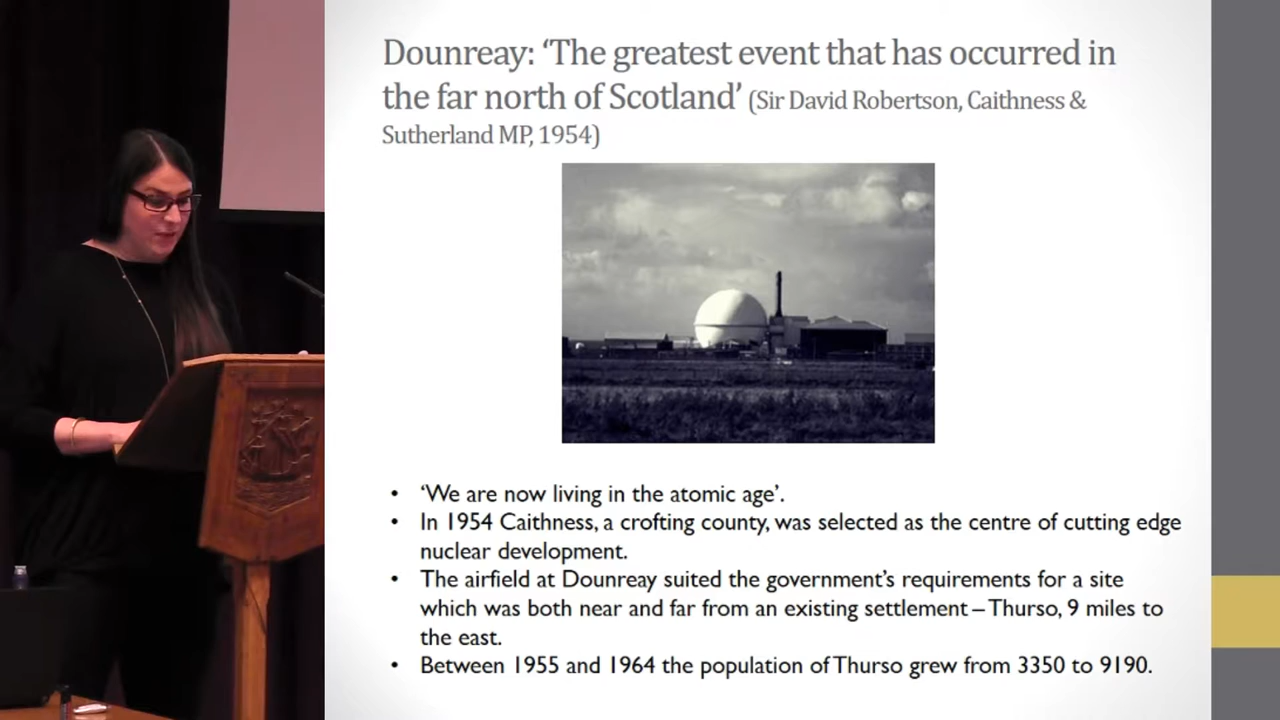 Dounreay: ‘The greatest event that has occurred in
the far north of Scotland’ (Sir David Robertson, Caithness &
Sutherland MP, 1954)
• ‘We are now living in the atomic age’.
• In 1954 Caithness, a crofting county, was selected as the centre of cutting edge
nuclear development.
• The airfield at Dounreay suited the government’s requirements for a site
which was both near and far from an existing settlement – Thurso, 9 miles to
the east.
• Between 1955 and 1964 the population of Thurso grew from 3350 to 9190.